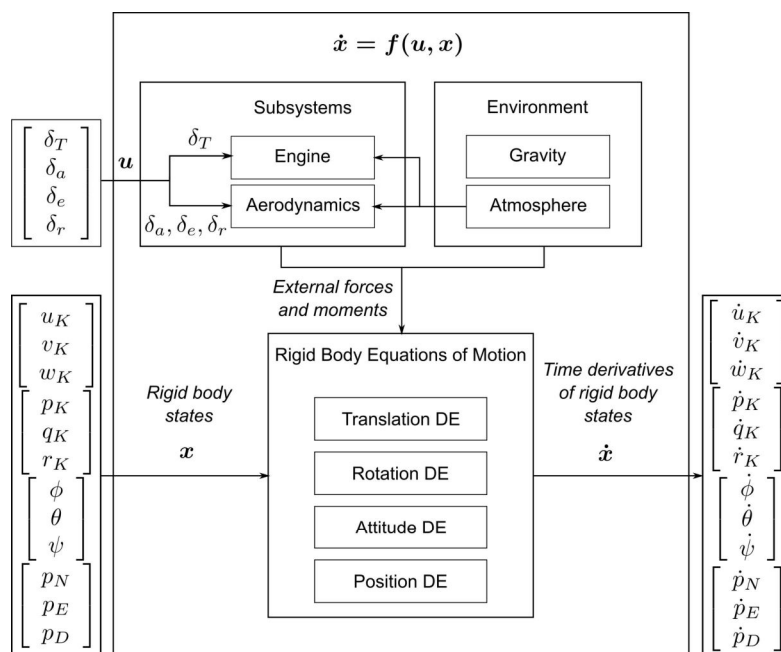 ẋ = f(u, x)
Subsystems
Environment
δ_T
δ_a
δ_e
δ_r
u
δ_T
Engine
Aerodynamics
δ_a, δ_e, δ_r
Gravity
Atmosphere
External forces
and moments
u_K
v_K
w_K
p_K
q_K
r_K
ϕ
θ
ψ
p_N
p_E
p_D
Rigid body
states
x
Rigid Body Equations of Motion
Translation DE
Rotation DE
Attitude DE
Position DE
Time derivatives
of rigid body
states
ẋ
u̇_K
v̇_K
ẇ_K
ṗ_K
q̇_K
ṙ_K
ϕ̇
θ̇
ψ̇
ṗ_N
ṗ_E
ṗ_D